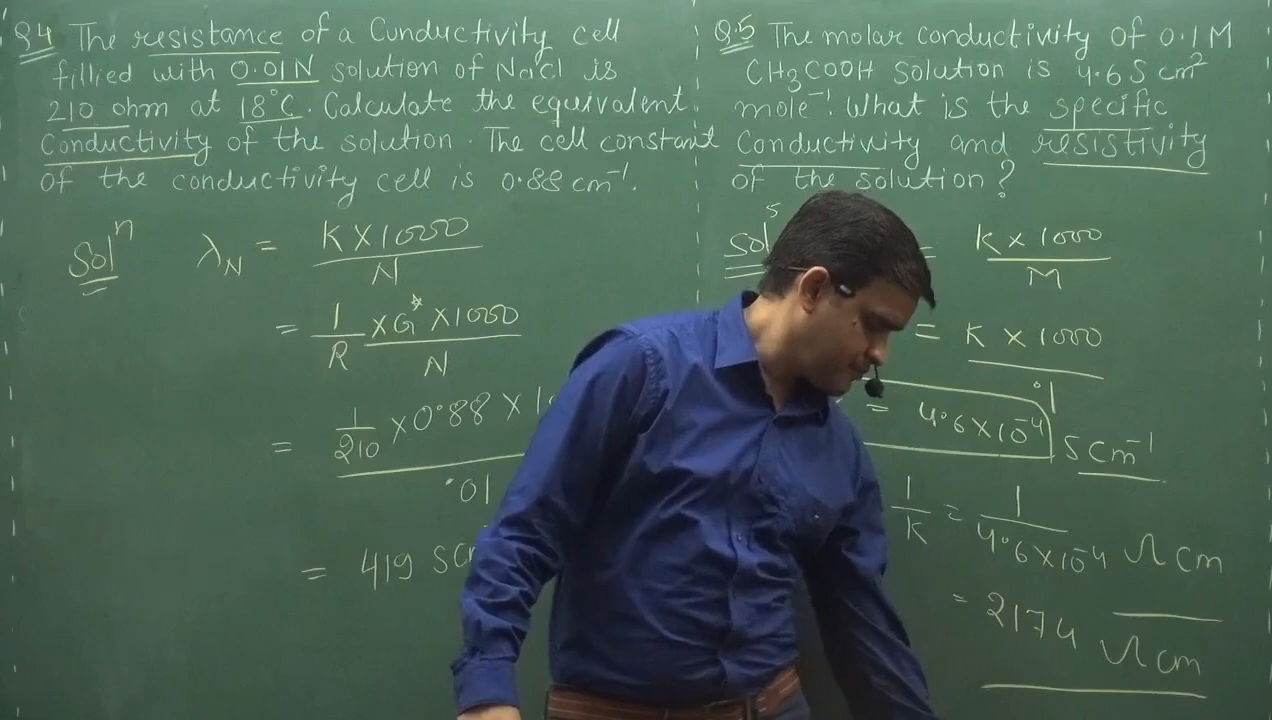 Q.4 The resistance of a Conductivity cell
fillied with 0.01N solution of NaCl is
210 ohm at 18°C. Calculate the equivalent
Conductivity of the solution. The cell constant
of the conductivity cell is 0.88 cm⁻¹.
Solⁿ λN = K×1000
N
= 1/R × G* × 1000
N
= 1/210 × 0.88 × 1
.01
= 419 S
Q.5 The molar conductivity of 0.1M
CH3COOH solution is 4.6 S cm²
mole⁻¹. What is the specific
Conductivity and resistivity
of the solution?
Sol = K × 1000
M
= K × 1000
.1
= 4.6×10⁻⁴ S cm⁻¹
1/K = 1/4.6×10⁻⁴ Ω cm
= 2174 Ω cm